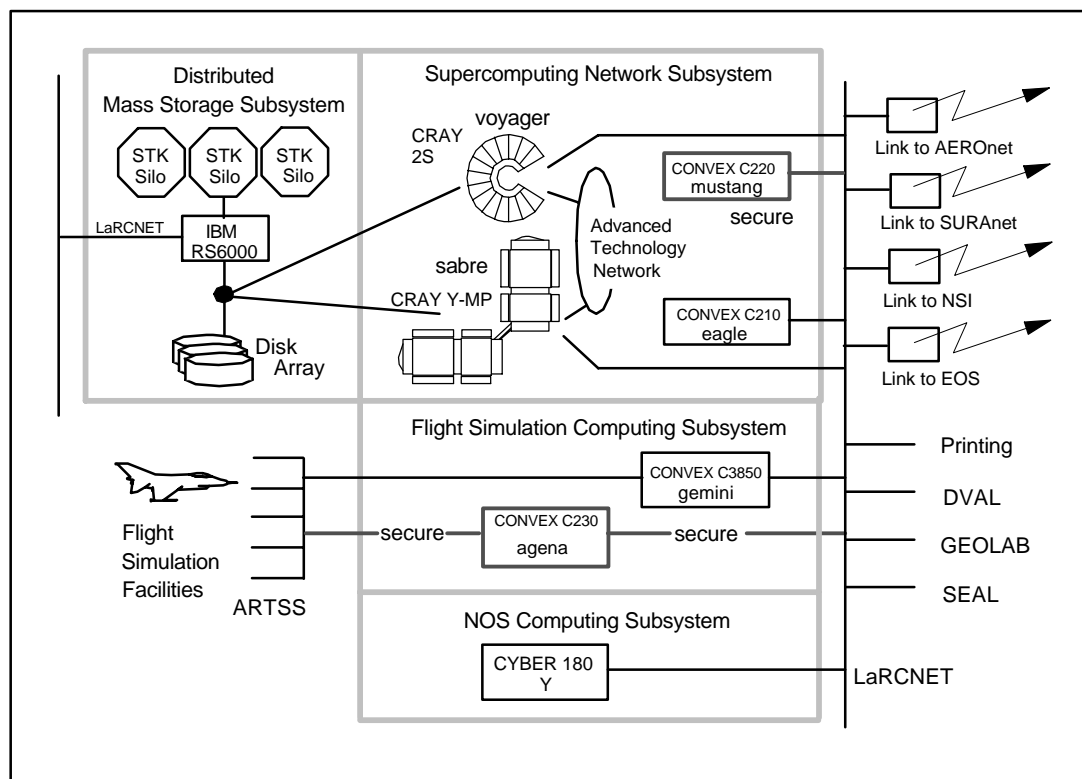 Distributed
Mass Storage Subsystem
STK
Silo
STK
Silo
STK
Silo
LaRCNET
IBM
RS6000
Disk
Array
Supercomputing Network Subsystem
voyager
CRAY
2S
CONVEX C220
mustang
secure
Advanced
Technology
Network
sabre
CRAY Y-MP
CONVEX C210
eagle
Link to AEROnet
Link to SURAnet
Link to NSI
Link to EOS
Flight Simulation Computing Subsystem
CONVEX C3850
gemini
secure
CONVEX C230
agena
secure
Flight
Simulation
Facilities
ARTSS
Printing
DVAL
GEOLAB
SEAL
NOS Computing Subsystem
CYBER 180
Y
LaRCNET